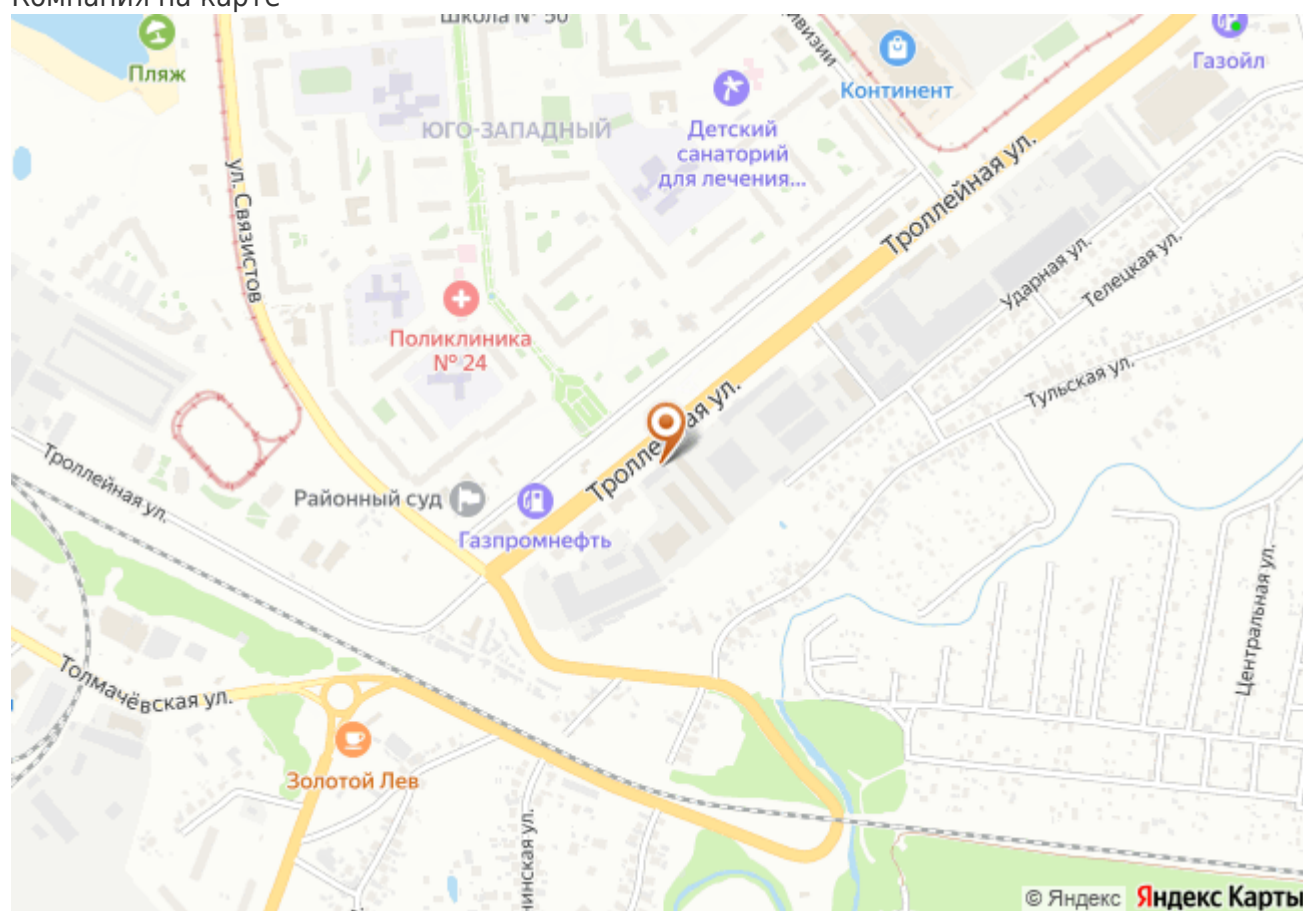 Компания на карте
Школа № 50
Пляж
Газойл
Континент
ЮГО-ЗАПАДНЫЙ
Детский
санаторий
для лечения...
ул. Связистов
Троллейная ул.
Ударная ул.
Телецкая ул.
Поликлиника
№ 24
Тульская ул.
Троллейная ул.
Троллейная ул.
Районный суд
Газпромнефть
Центральная ул.
Толмачёвская ул.
Золотой Лев
© Яндекс Яндекс Карты